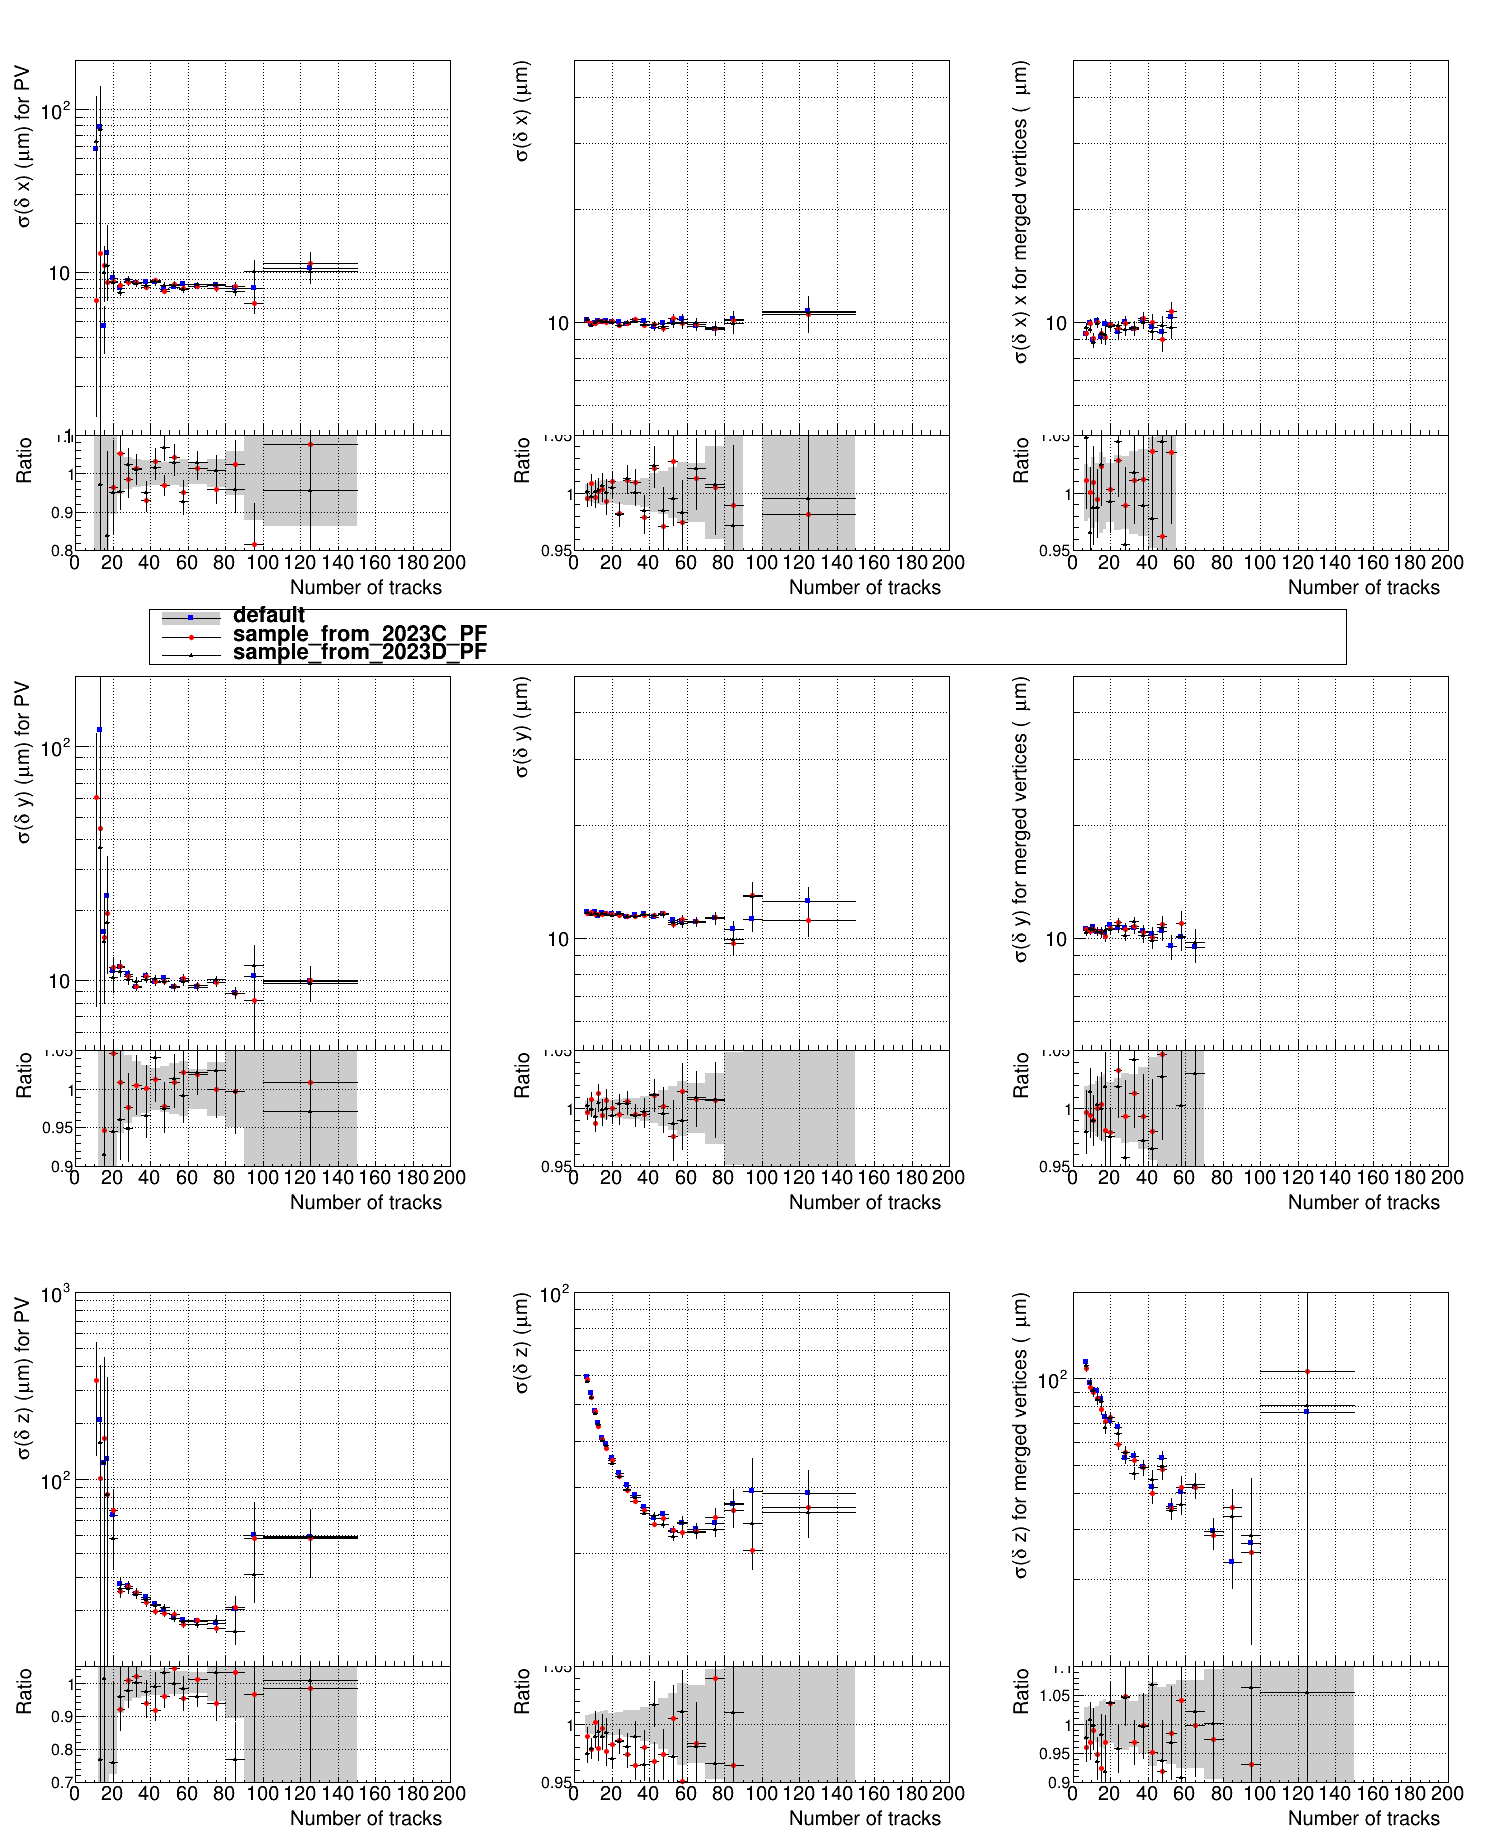 σ(δ x) (μm) for PV
10²
10
1
Ratio
1.1
1
0.9
0.8
0 20 40 60 80 100 120 140 160 180 200
Number of tracks
σ(δ x) (μm)
10
Ratio
1.05
1
0.95
0 20 40 60 80 100 120 140 160 180 200
Number of tracks
σ(δ x) x for merged vertices ( μm)
10
Ratio
1.05
1
0.95
0 20 40 60 80 100 120 140 160 180 200
Number of tracks
default
sample_from_2023C_PF
sample_from_2023D_PF
σ(δ y) (μm) for PV
10²
10
Ratio
1.05
1
0.95
0.9
0 20 40 60 80 100 120 140 160 180 200
Number of tracks
σ(δ y) (μm)
10
Ratio
1.05
1
0.95
0 20 40 60 80 100 120 140 160 180 200
Number of tracks
σ(δ y) for merged vertices ( μm)
10
Ratio
1.05
1
0.95
0 20 40 60 80 100 120 140 160 180 200
Number of tracks
σ(δ z) (μm) for PV
10³
10²
Ratio
1
0.9
0.8
0.7
0 20 40 60 80 100 120 140 160 180 200
Number of tracks
σ(δ z) (μm)
10²
Ratio
1.05
1
0.95
0 20 40 60 80 100 120 140 160 180 200
Number of tracks
σ(δ z) for merged vertices ( μm)
10²
Ratio
1.1
1.05
1
0.95
0.9
0 20 40 60 80 100 120 140 160 180 200
Number of tracks